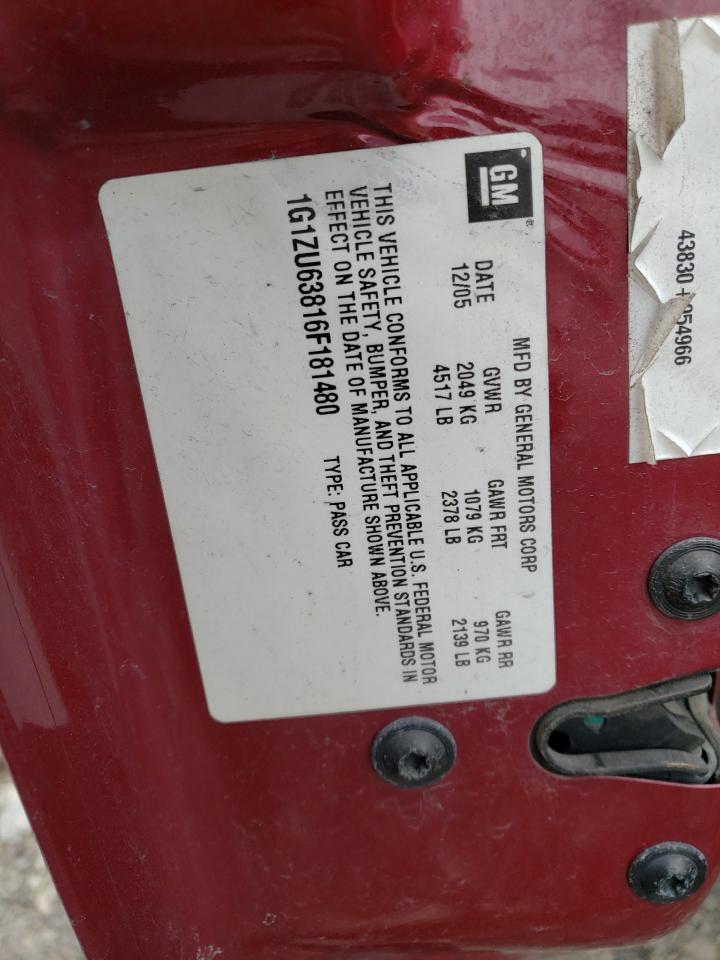 GM ®
MFD BY GENERAL MOTORS CORP
DATE GVWR GAWR FRT GAWR RR
12/05 2049 KG 1079 KG 970 KG
4517 LB 2378 LB 2139 LB
THIS VEHICLE CONFORMS TO ALL APPLICABLE U.S. FEDERAL MOTOR
VEHICLE SAFETY, BUMPER, AND THEFT PREVENTION STANDARDS IN
EFFECT ON THE DATE OF MANUFACTURE SHOWN ABOVE.
1G1ZU63816F181480 TYPE: PASS CAR
43830